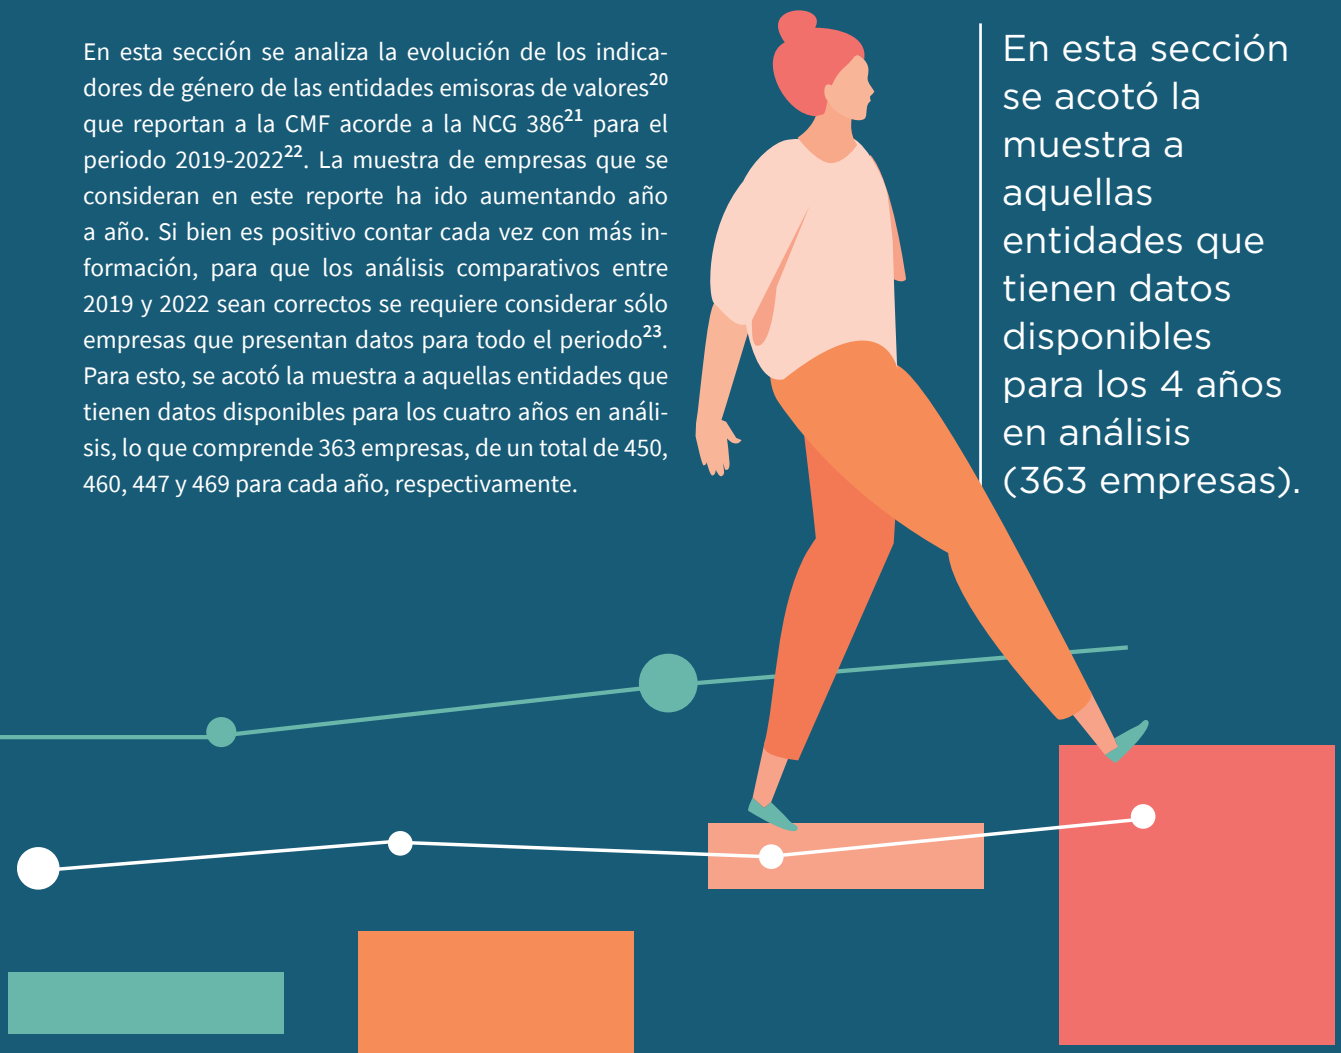 En esta sección se analiza la evolución de los indica-
dores de género de las entidades emisoras de valores20
que reportan a la CMF acorde a la NCG 38621 para el
periodo 2019-202222. La muestra de empresas que se
consideran en este reporte ha ido aumentando año
a año. Si bien es positivo contar cada vez con más in-
formación, para que los análisis comparativos entre
2019 y 2022 sean correctos se requiere considerar sólo
empresas que presentan datos para todo el periodo23.
Para esto, se acotó la muestra a aquellas entidades que
tienen datos disponibles para los cuatro años en análi-
sis, lo que comprende 363 empresas, de un total de 450,
460, 447 y 469 para cada año, respectivamente.
En esta sección
se acotó la
muestra a
aquellas
entidades que
tienen datos
disponibles
para los 4 años
en análisis
(363 empresas).